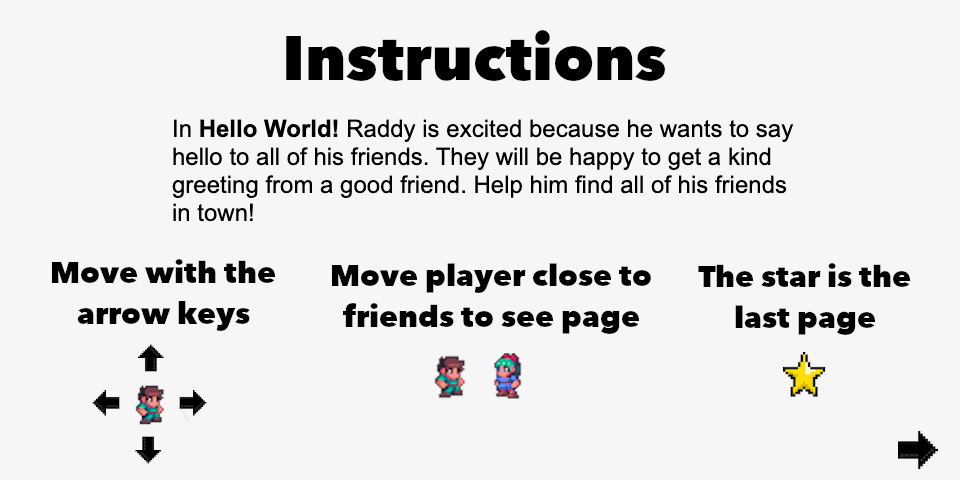 Instructions
In Hello World! Raddy is excited because he wants to say
hello to all of his friends. They will be happy to get a kind
greeting from a good friend. Help him find all of his friends
in town!
Move with the
arrow keys
Move player close to
friends to see page
The star is the
last page